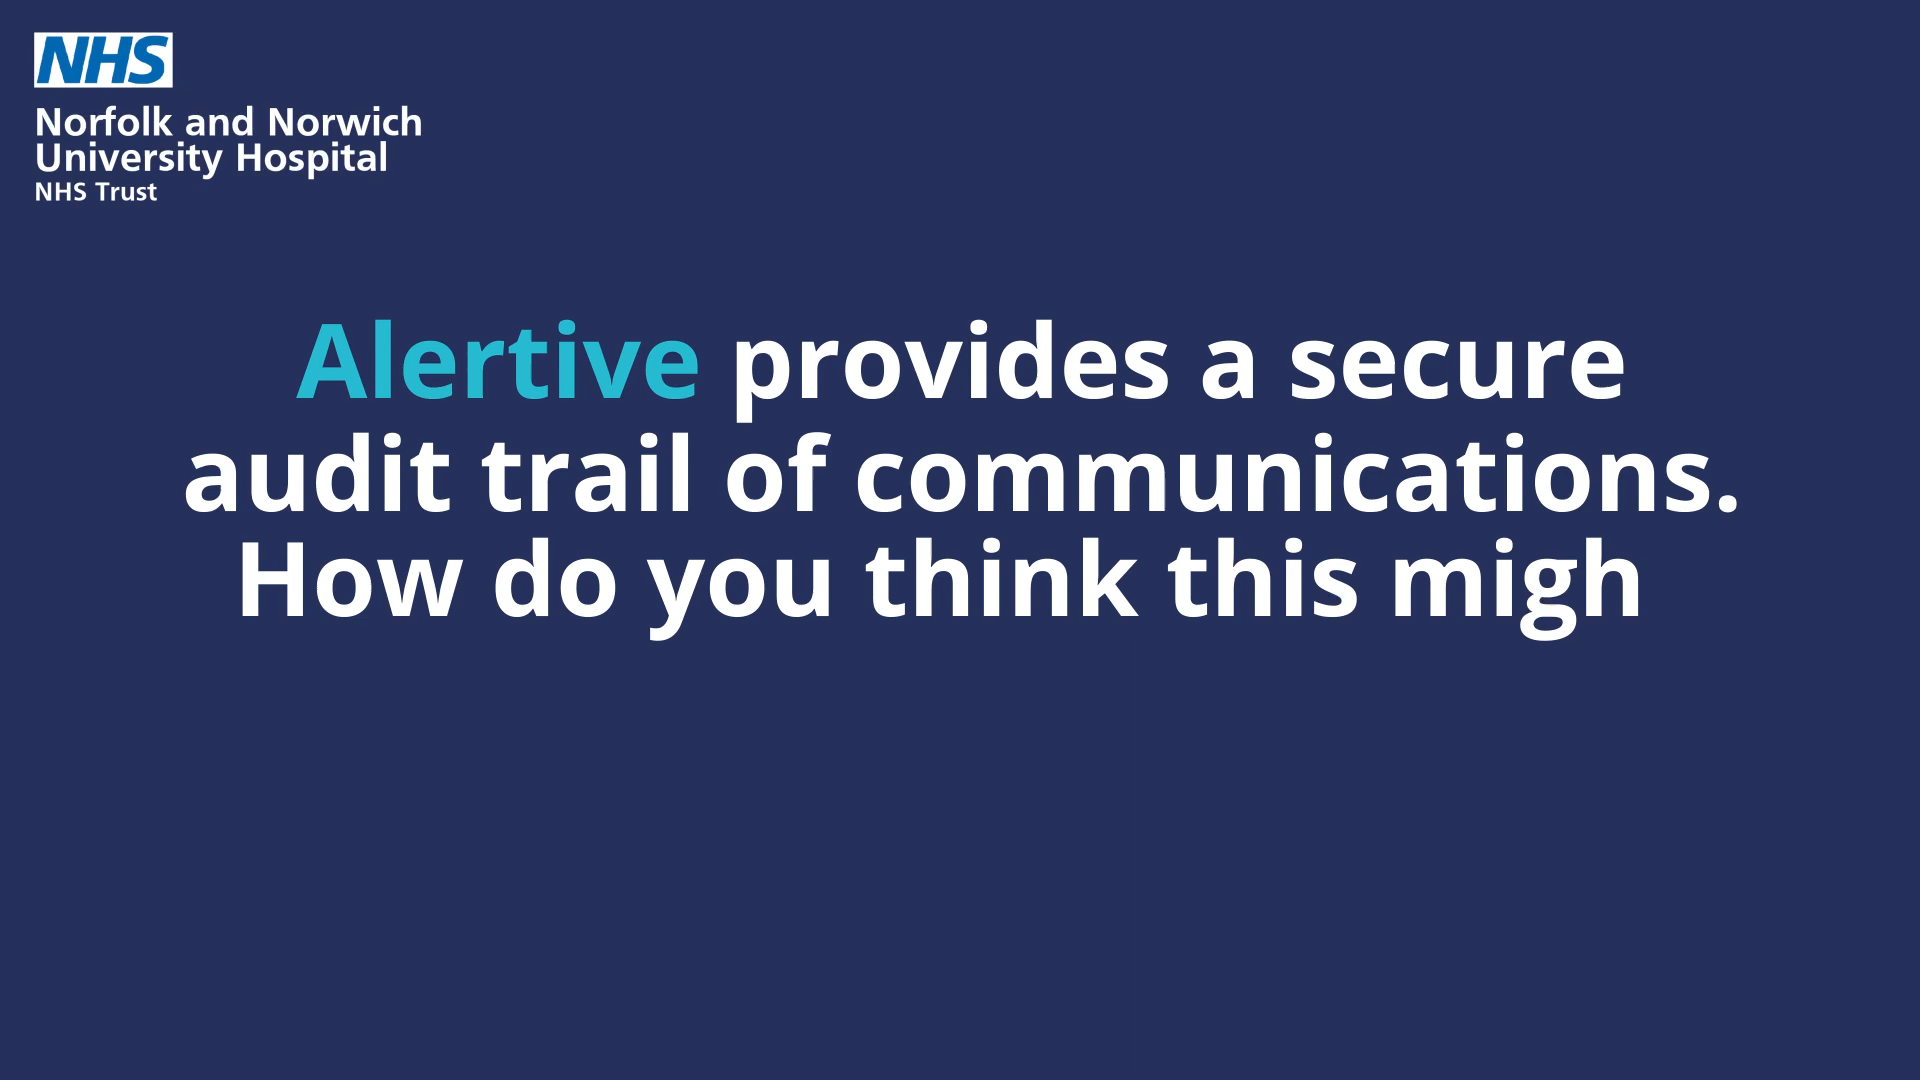 NHS
Norfolk and Norwich
University Hospital
NHS Trust
Alertive provides a secure
audit trail of communications.
How do you think this migh